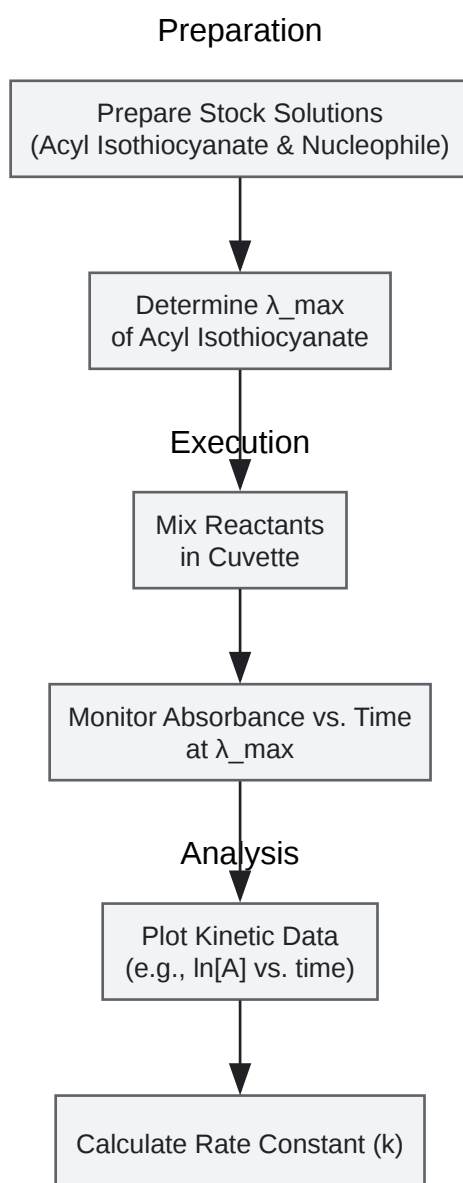 Preparation
Prepare Stock Solutions
(Acyl Isothiocyanate & Nucleophile)
Determine λ_max
of Acyl Isothiocyanate
Execution
Mix Reactants
in Cuvette
Monitor Absorbance vs. Time
at λ_max
Analysis
Plot Kinetic Data
(e.g., ln[A] vs. time)
Calculate Rate Constant (k)